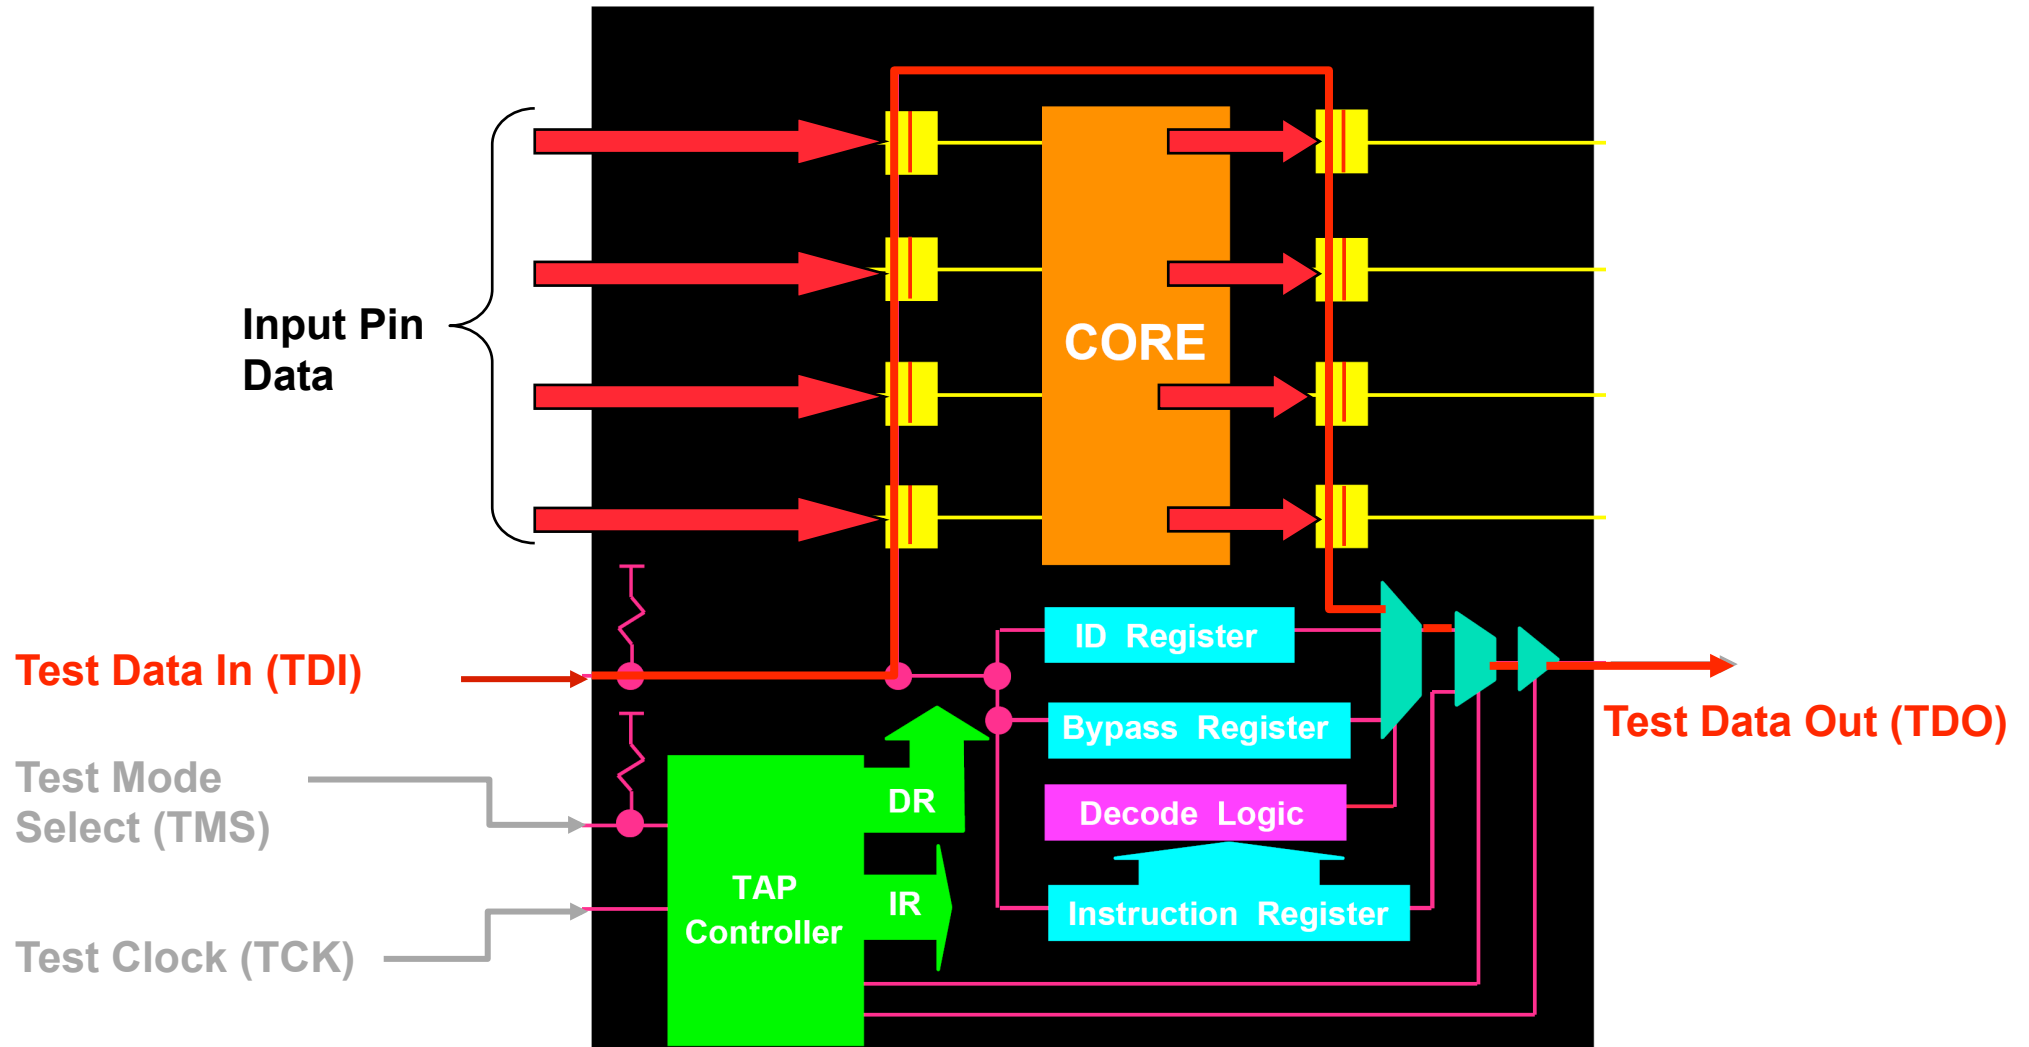 Input Pin
Data
CORE
Test Data In (TDI)
ID Register
Bypass Register
Test Data Out (TDO)
Test Mode
Select (TMS)
DR
Decode Logic
TAP
Controller
IR
Instruction Register
Test Clock (TCK)